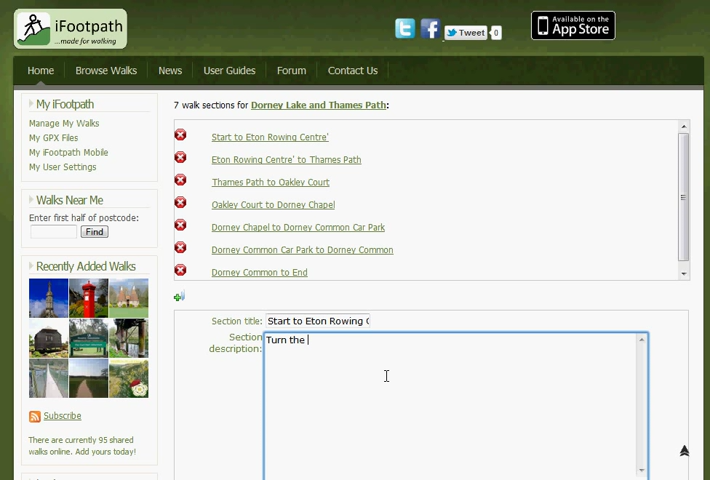 iFootpath
...made for walking
Tweet 0
Available on the
App Store
Home Browse Walks News User Guides Forum Contact Us
My iFootpath
Manage My Walks
My GPX Files
My iFootpath Mobile
My User Settings
Walks Near Me
Enter first half of postcode:
Find
Recently Added Walks
Subscribe
There are currently 95 shared
walks online. Add yours today!
7 walk sections for Dorney Lake and Thames Path:
Start to Eton Rowing Centre'
Eton Rowing Centre' to Thames Path
Thames Path to Oakley Court
Oakley Court to Dorney Chapel
Dorney Chapel to Dorney Common Car Park
Dorney Common Car Park to Dorney Common
Dorney Common to End
Section title: Start to Eton Rowing C
Section
description:
Turn the